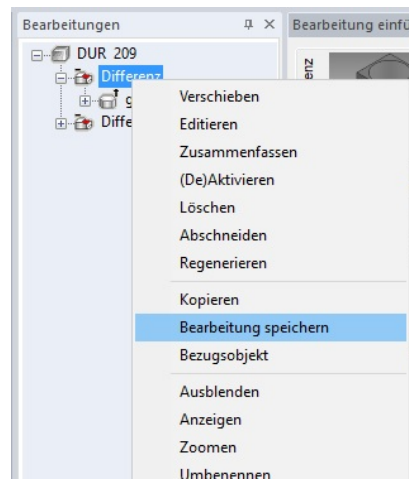 Bearbeitungen
Bearbeitung einfü
DUR 209
Differenz
g
Diffe
enz
Verschieben
Editieren
Zusammenfassen
(De)Aktivieren
Löschen
Abschneiden
Regenerieren
Kopieren
Bearbeitung speichern
Bezugsobjekt
Ausblenden
Anzeigen
Zoomen
Umbenennen